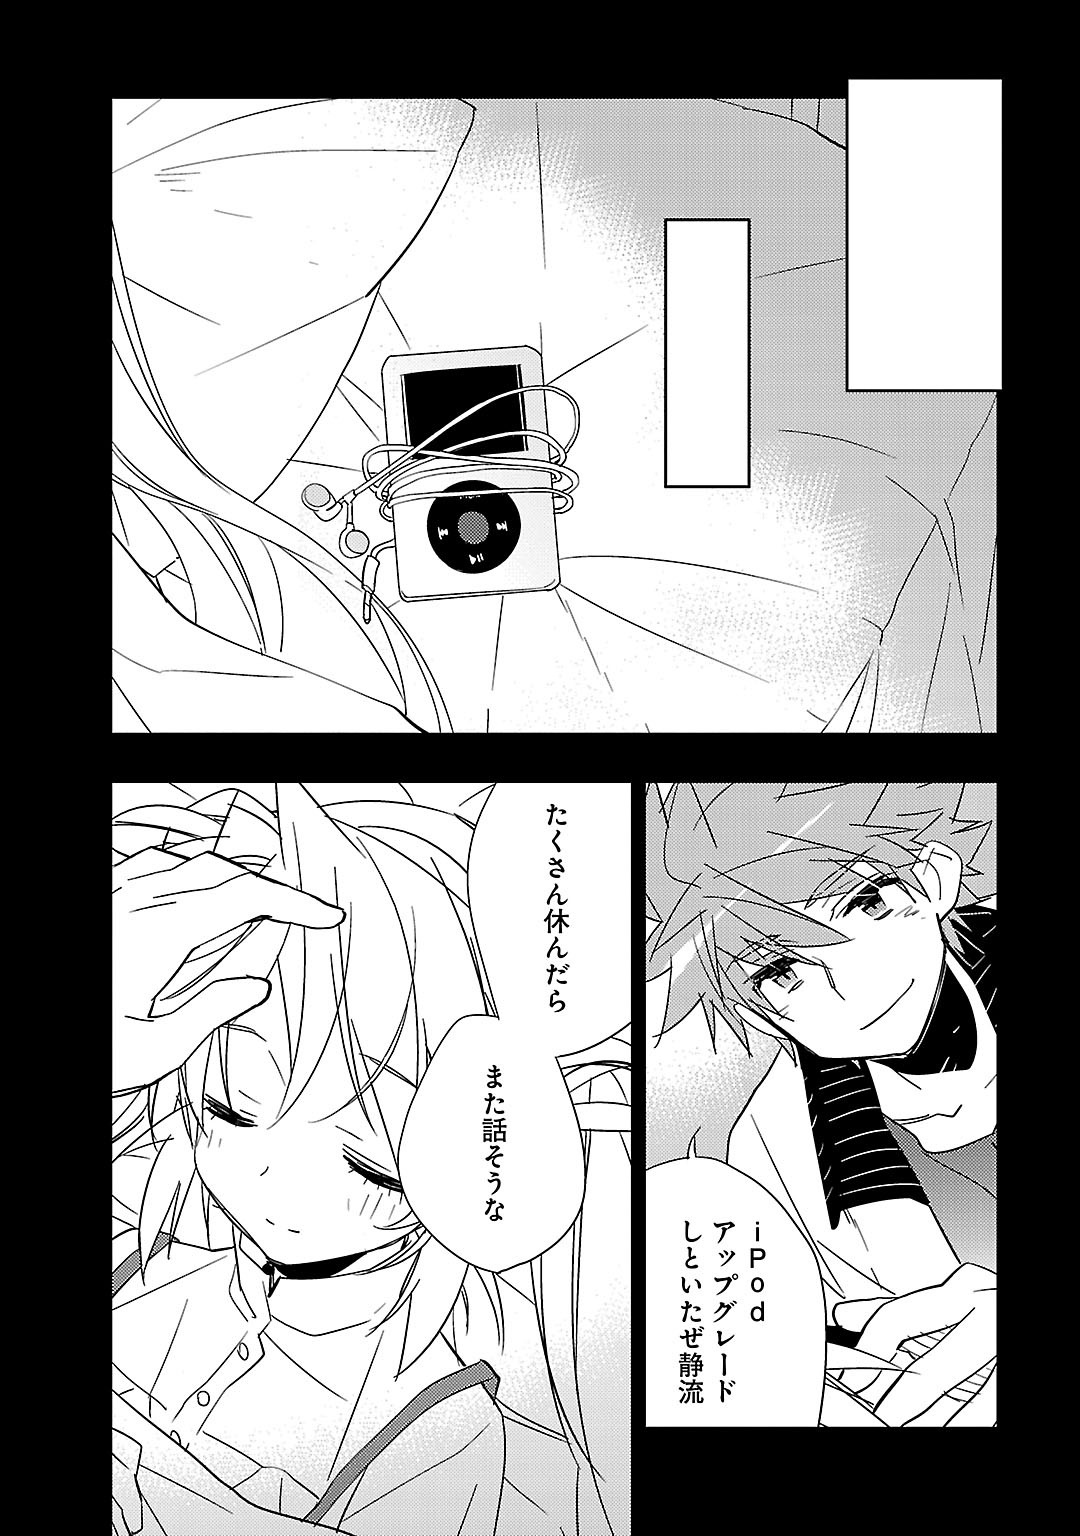 iPod
アップグレード
しといたぜ静流
たくさん休んだら
また話そうな